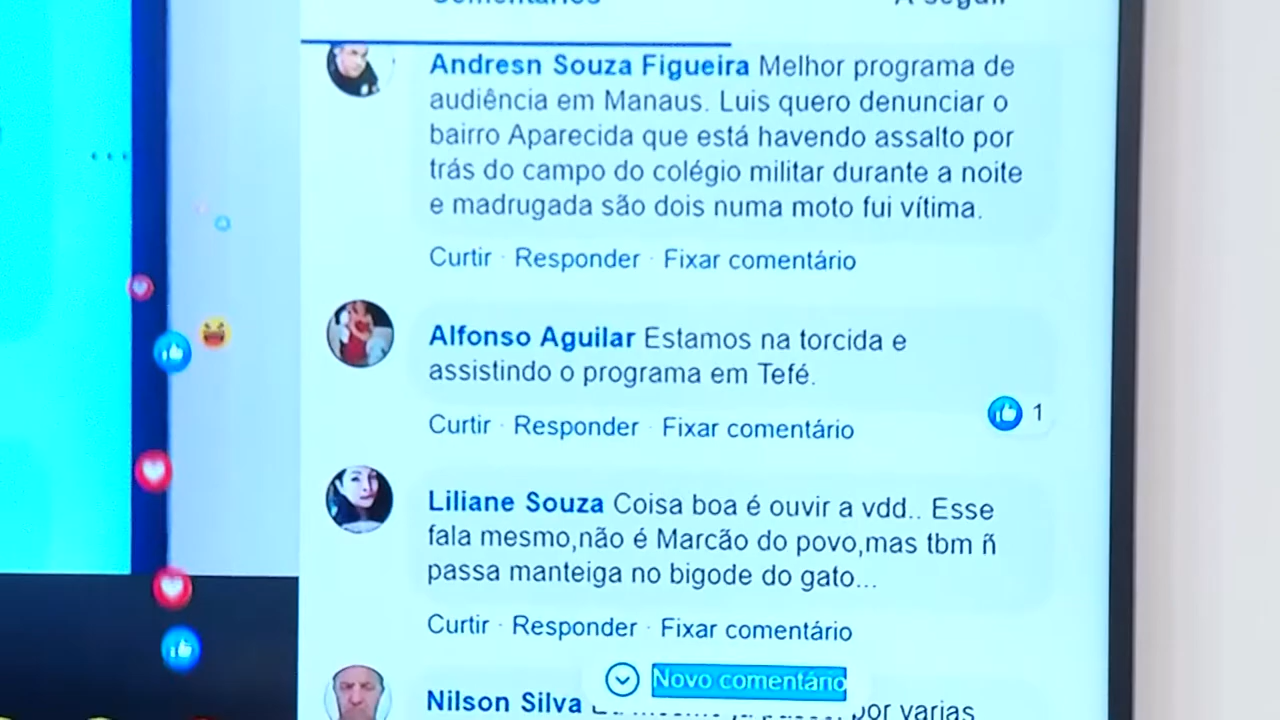 Comentários
A seguir
Andresn Souza Figueira Melhor programa de
audiência em Manaus. Luis quero denunciar o
bairro Aparecida que está havendo assalto por
trás do campo do colégio militar durante a noite
e madrugada são dois numa moto fui vítima.
Curtir · Responder · Fixar comentário
Alfonso Aguilar Estamos na torcida e
assistindo o programa em Tefé.
1
Curtir · Responder · Fixar comentário
Liliane Souza Coisa boa é ouvir a vdd.. Esse
fala mesmo,não é Marcão do povo,mas tbm ñ
passa manteiga no bigode do gato...
Curtir · Responder · Fixar comentário
Novo comentário
Nilson Silva por varias